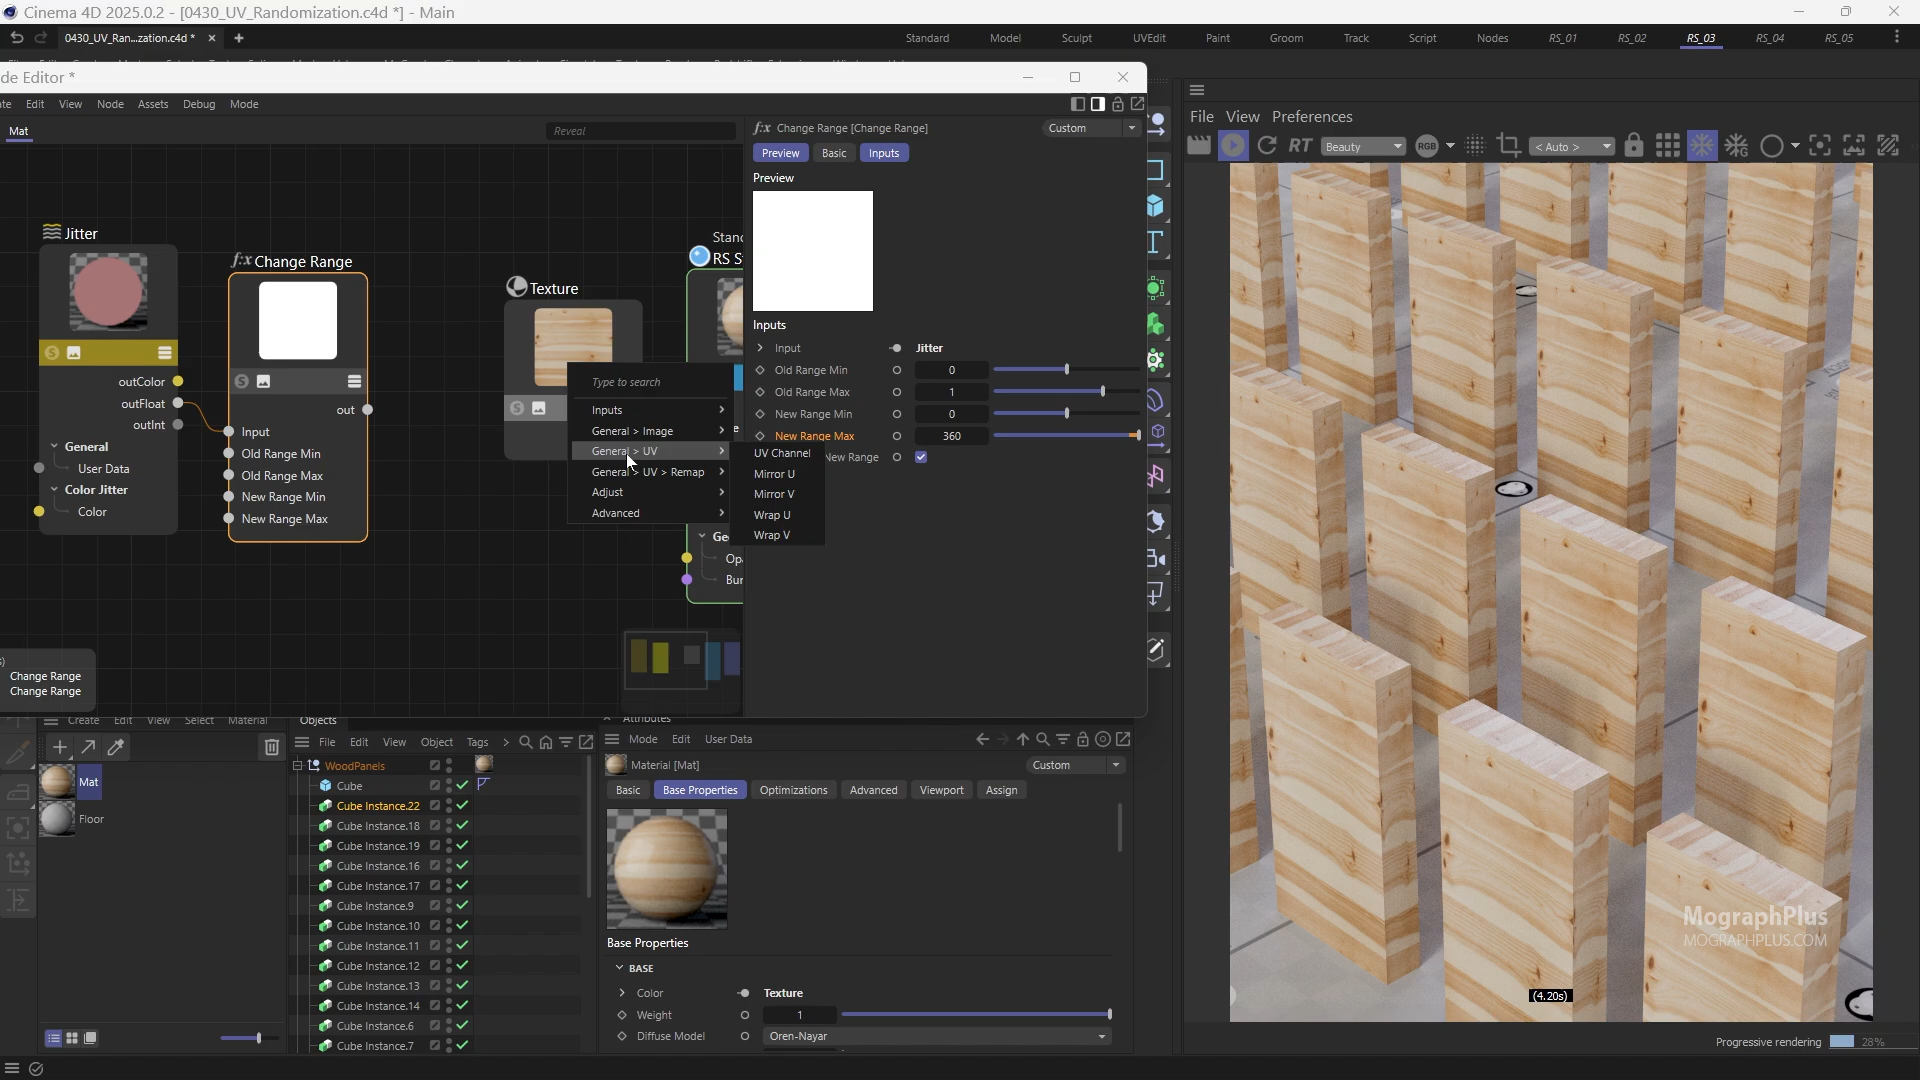 Cinema 4D 2025.0.2 - [0430_UV_Randomization.c4d *] - Main
0430_UV_Ran...zation.c4d *
Standard
Model
Sculpt
UVEdit
Paint
Groom
Track
Script
Nodes
RS_01
RS_02
RS_03
RS_04
RS_05
de Editor *
ate Edit View Node Assets Debug Mode
Mat
Reveal
f:x Change Range [Change Range]
Custom
Preview
Basic
Inputs
Preview
Inputs
Input
Jitter
Old Range Min
0
Old Range Max
1
New Range Min
0
New Range Max
360
New Range
Jitter
outColor
outFloat
outInt
General
User Data
Color Jitter
Color
f:x Change Range
out
Input
Old Range Min
Old Range Max
New Range Min
New Range Max
Texture
Stand
RS S
Type to search
Inputs
General > Image
General > UV
General > UV > Remap
Adjust
Advanced
UV Channel
Mirror U
Mirror V
Wrap U
Wrap V
Ge
Opa
Bur
Change Range
Change Range
File View Preferences
RT
Beauty
RGB
< Auto >
MographPlus
MOGRAPHPLUS.COM
(4.20s)
Progressive rendering
28%
Create Edit View Select Material
Mat
Floor
Objects
File Edit View Object Tags
WoodPanels
Cube
Cube Instance.22
Cube Instance.18
Cube Instance.19
Cube Instance.16
Cube Instance.17
Cube Instance.9
Cube Instance.10
Cube Instance.11
Cube Instance.12
Cube Instance.13
Cube Instance.14
Cube Instance.6
Cube Instance.7
Attributes
Mode Edit User Data
Material [Mat]
Custom
Basic
Base Properties
Optimizations
Advanced
Viewport
Assign
Base Properties
BASE
Color
Texture
Weight
1
Diffuse Model
Oren-Nayar